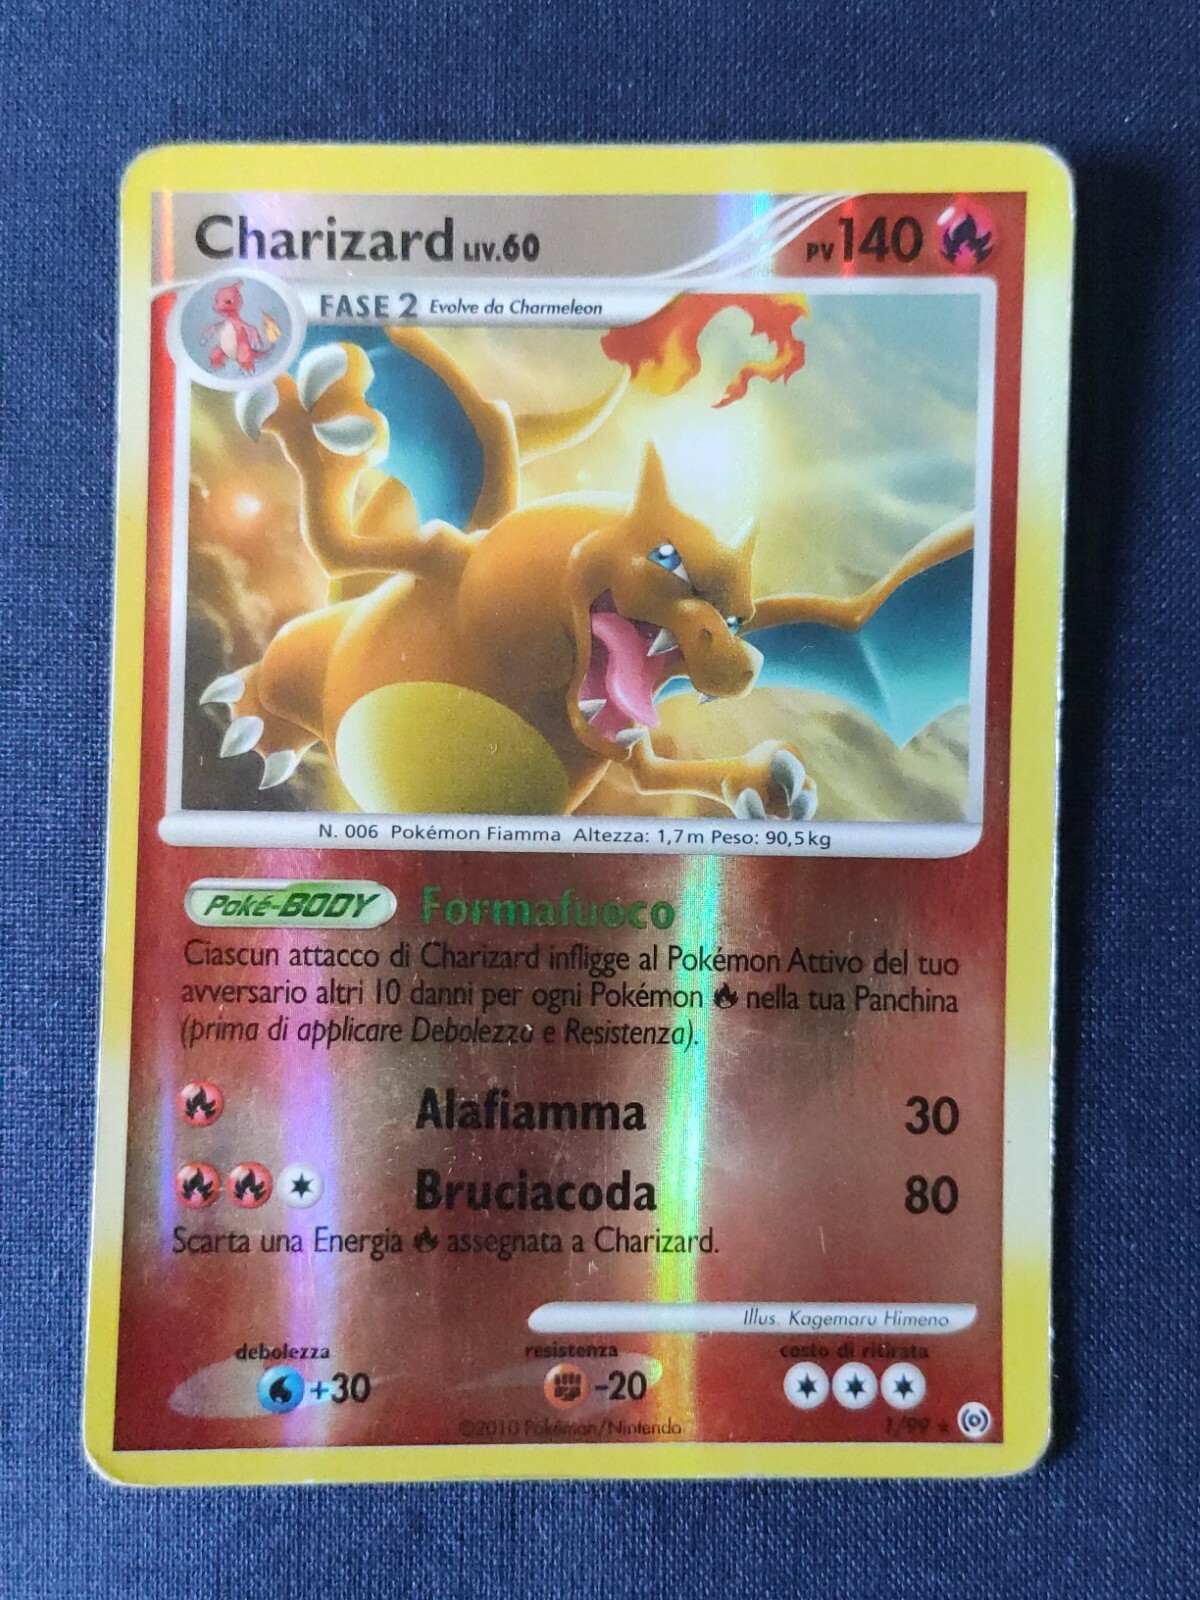 Charizard LIV.60 PV 140
FASE 2 Evolve da Charmeleon
N. 006 Pokémon Fiamma Altezza: 1,7 m Peso: 90,5 kg
Poké-BODY Formafuoco
Ciascun attacco di Charizard infligge al Pokémon Attivo del tuo
avversario altri 10 danni per ogni Pokémon nella tua Panchina
(prima di applicare Debolezza e Resistenza).
Alafiamma 30
Bruciacoda 80
Scarta una Energia assegnata a Charizard.
Illus. Kagemaru Himeno
debolezza resistenza costo di ritirata
+30 -20
©2010 Pokémon/Nintendo 1/99